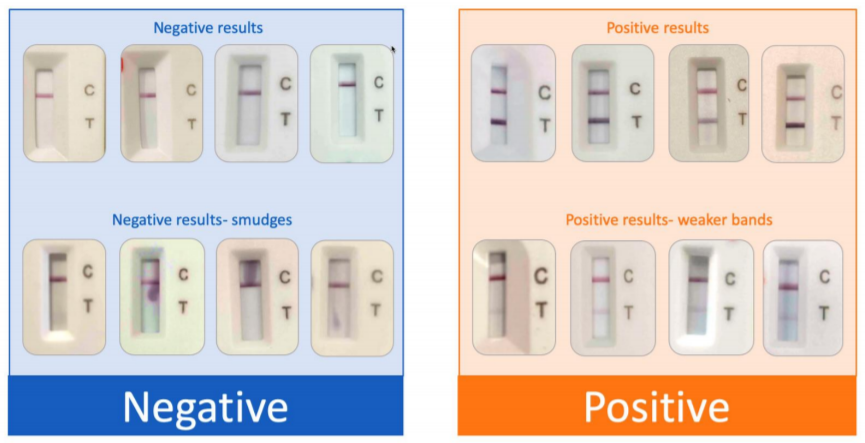 Negative results
C
T
C
T
C
T
C
T
Negative results- smudges
C
T
C
T
C
T
C
T
Negative
Positive results
C
T
C
T
C
T
C
T
Positive results- weaker bands
C
T
C
T
C
T
C
T
Positive